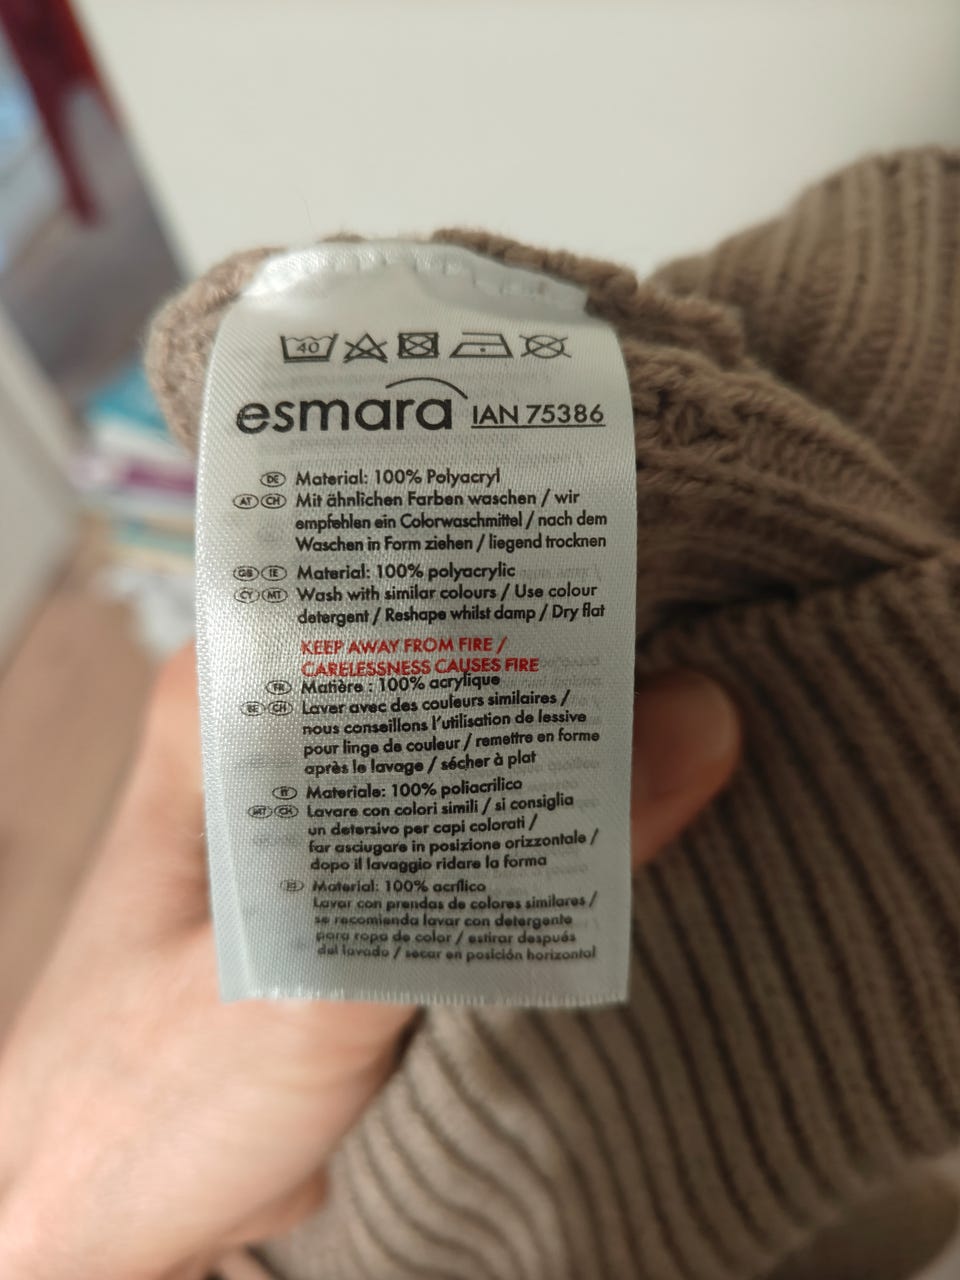 40
esmara IAN 75386
DE Material: 100% Polyacryl
AT CH Mit ähnlichen Farben waschen / wir
empfehlen ein Colorwaschmittel / nach dem
Waschen in Form ziehen / liegend trocknen
GB IE Material: 100% polyacrylic
CY MT Wash with similar colours / Use colour
detergent / Reshape whilst damp / Dry flat
KEEP AWAY FROM FIRE /
CARELESSNESS CAUSES FIRE
FR Matière : 100% acrylique
BE CH Laver avec des couleurs similaires /
nous conseillons l'utilisation de lessive
pour linge de couleur / remettre en forme
après le lavage / sécher à plat
IT Materiale: 100% poliacrilico
MT CH Lavare con colori simili / si consiglia
un detersivo per capi colorati /
far asciugare in posizione orizzontale /
dopo il lavaggio ridare la forma
ES Material: 100% acrílico
Lavar con prendas de colores similares /
se recomienda lavar con detergente
para ropa de color / estirar después
del lavado / secar en posición horizontal